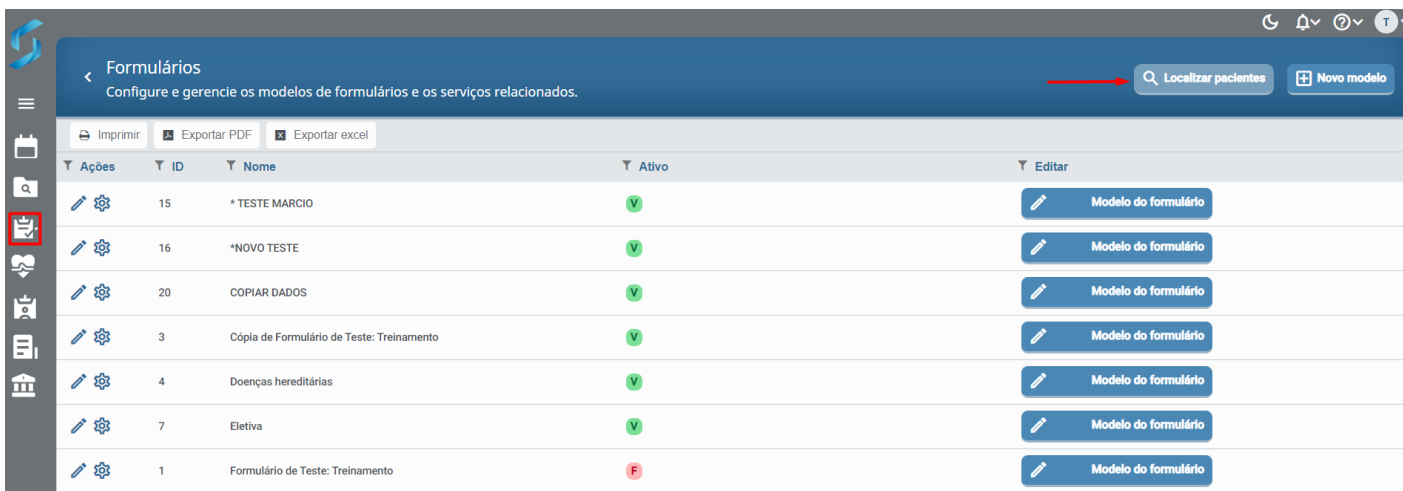 T
Formulários
Configure e gerencie os modelos de formulários e os serviços relacionados.
Localizar pacientes
Novo modelo
Imprimir Exportar PDF Exportar excel
Ações ID Nome Ativo Editar
15 * TESTE MARCIO V Modelo do formulário
16 *NOVO TESTE V Modelo do formulário
20 COPIAR DADOS V Modelo do formulário
3 Cópia de Formulário de Teste: Treinamento V Modelo do formulário
4 Doenças hereditárias V Modelo do formulário
7 Eletiva V Modelo do formulário
1 Formulário de Teste: Treinamento F Modelo do formulário